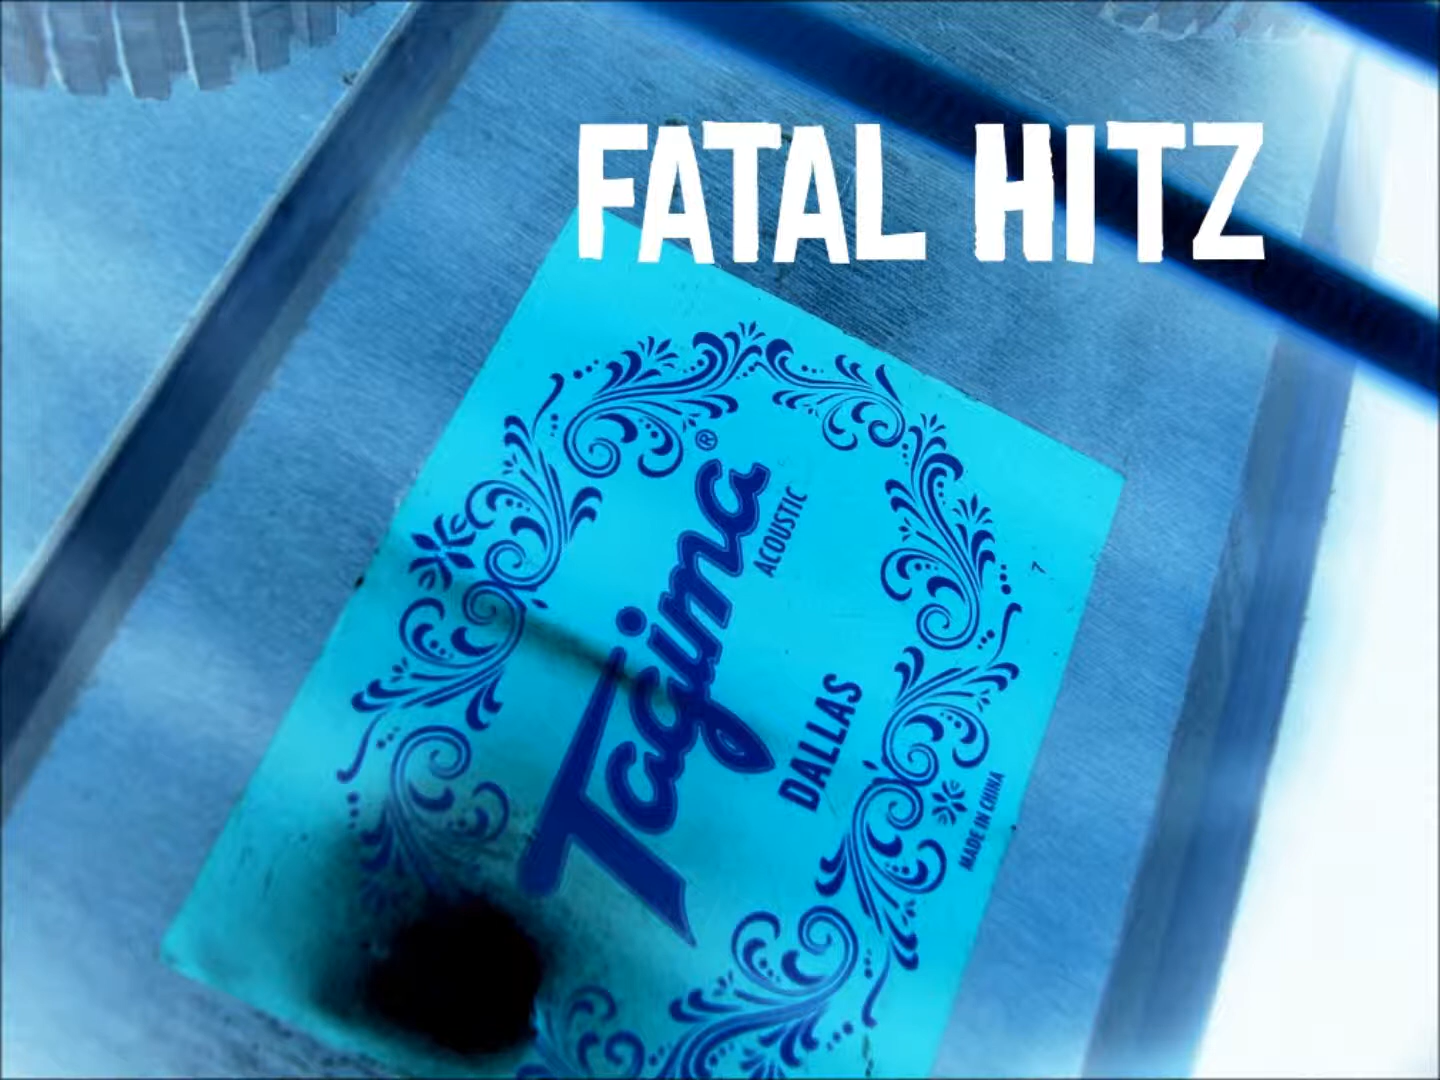 FATAL HITZ
Tagima®
ACOUSTIC
DALLAS
MADE IN CHINA